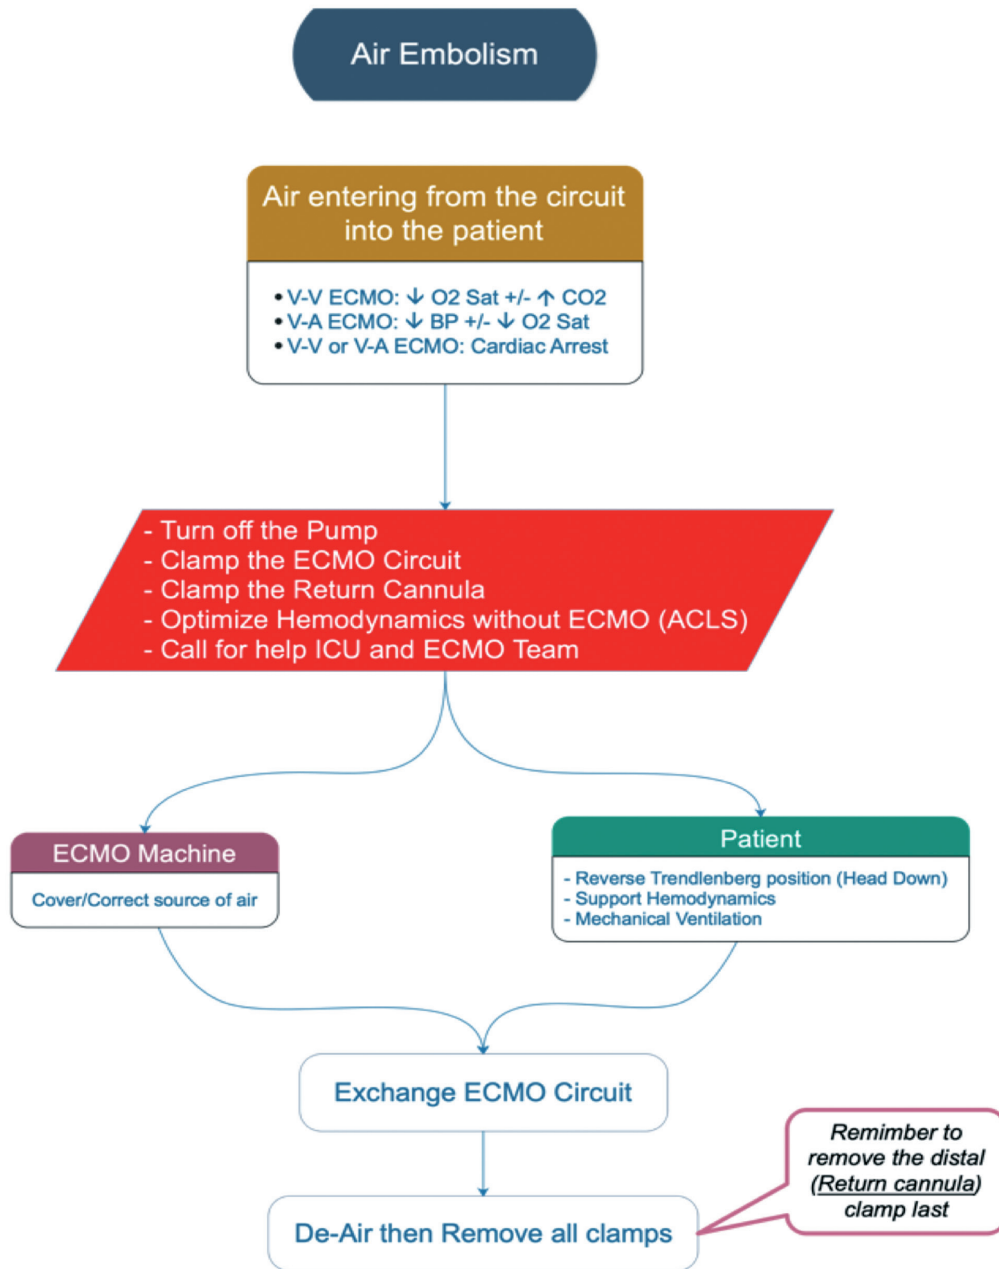 Air Embolism
Air entering from the circuit
into the patient
• V-V ECMO: ↓ O2 Sat +/- ↑ CO2
• V-A ECMO: ↓ BP +/- ↓ O2 Sat
• V-V or V-A ECMO: Cardiac Arrest
- Turn off the Pump
- Clamp the ECMO Circuit
- Clamp the Return Cannula
- Optimize Hemodynamics without ECMO (ACLS)
- Call for help ICU and ECMO Team
ECMO Machine
Cover/Correct source of air
Patient
- Reverse Trendlenberg position (Head Down)
- Support Hemodynamics
- Mechanical Ventilation
Exchange ECMO Circuit
Remimber to
remove the distal
(Return cannula)
clamp last
De-Air then Remove all clamps